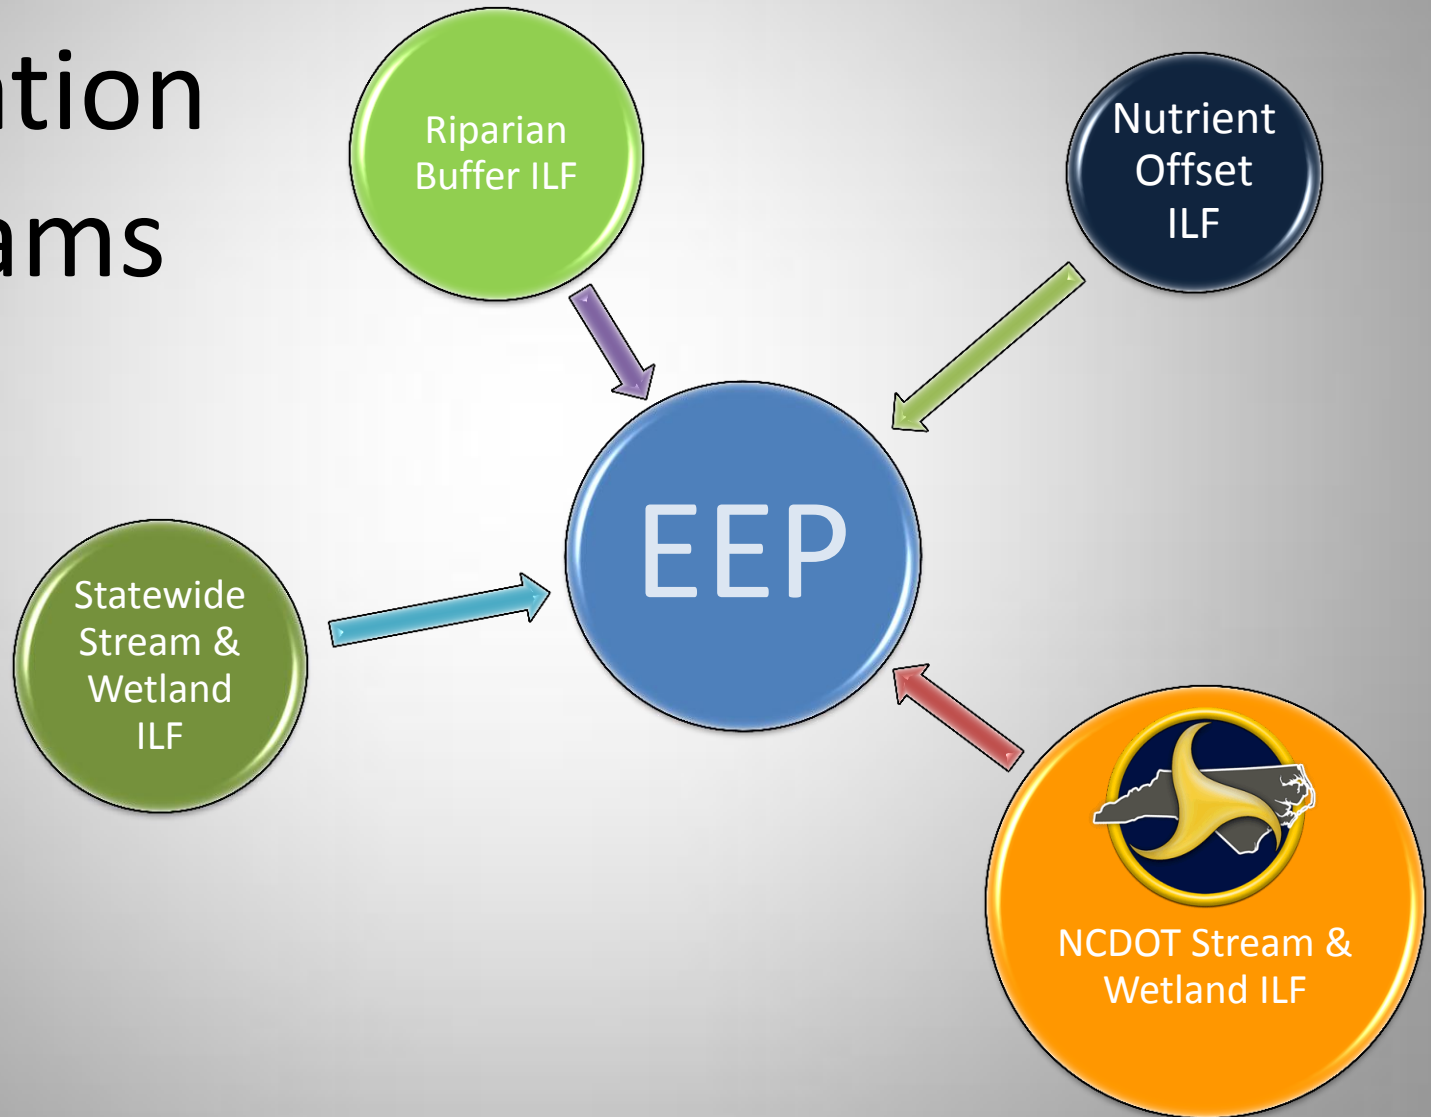 ation
ams
Riparian
Buffer ILF
Nutrient
Offset
ILF
EEP
Statewide
Stream &
Wetland
ILF
NCDOT Stream &
Wetland ILF